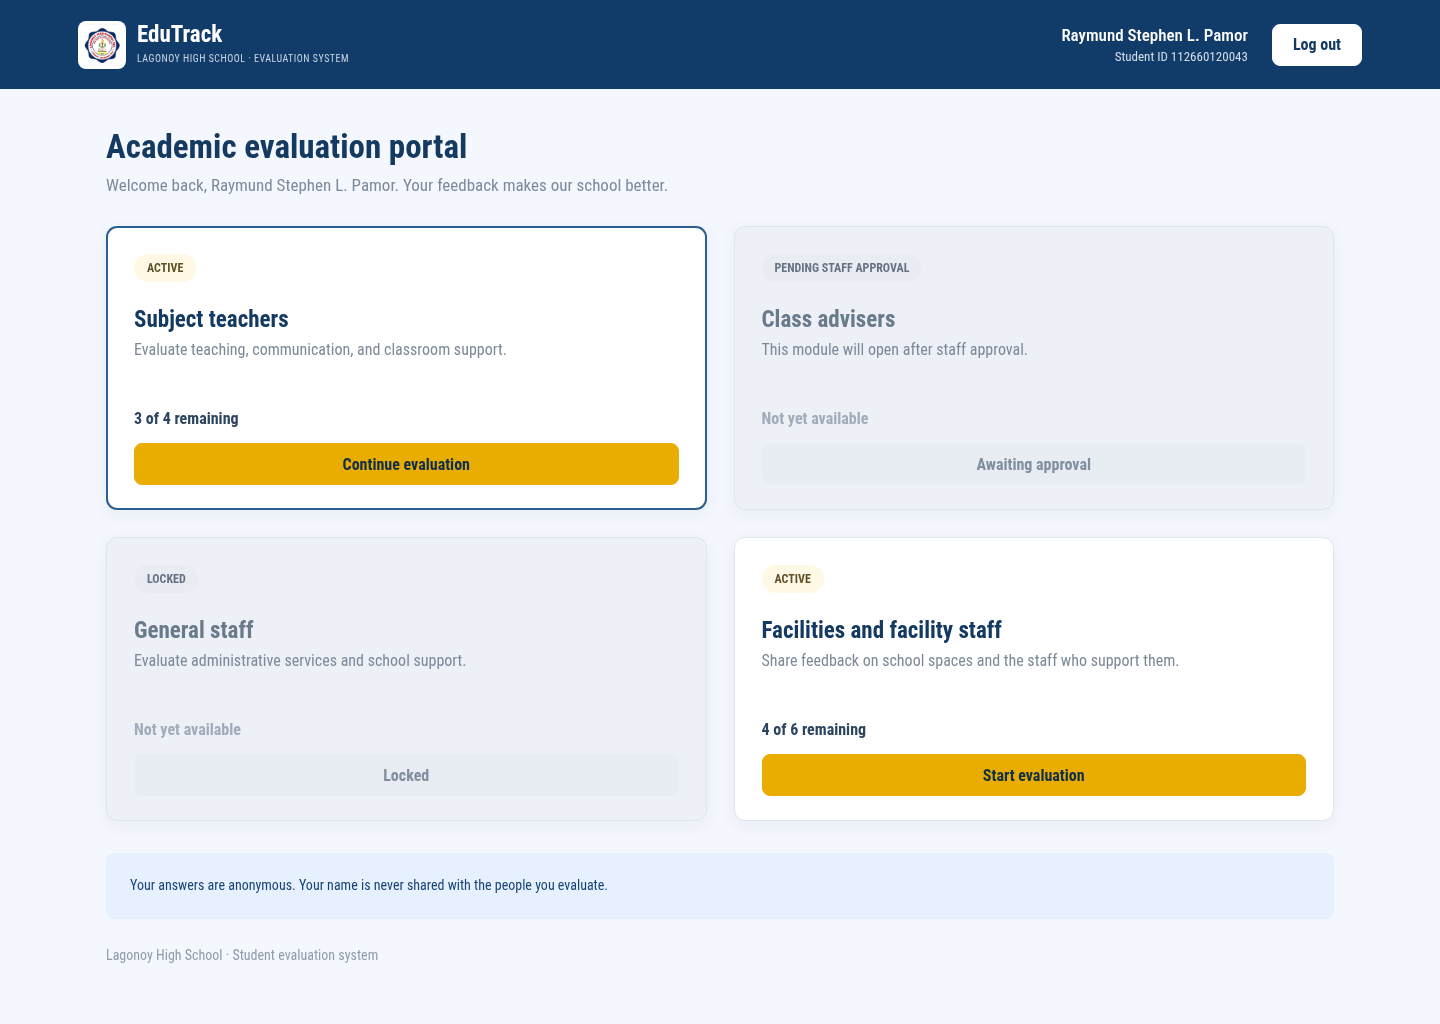 EduTrack
LAGONOY HIGH SCHOOL · EVALUATION SYSTEM
Raymund Stephen L. Pamor
Student ID 112660120043
Log out
Academic evaluation portal
Welcome back, Raymund Stephen L. Pamor. Your feedback makes our school better.
ACTIVE
Subject teachers
Evaluate teaching, communication, and classroom support.
3 of 4 remaining
Continue evaluation
PENDING STAFF APPROVAL
Class advisers
This module will open after staff approval.
Not yet available
Awaiting approval
LOCKED
General staff
Evaluate administrative services and school support.
Not yet available
Locked
ACTIVE
Facilities and facility staff
Share feedback on school spaces and the staff who support them.
4 of 6 remaining
Start evaluation
Your answers are anonymous. Your name is never shared with the people you evaluate.
Lagonoy High School · Student evaluation system